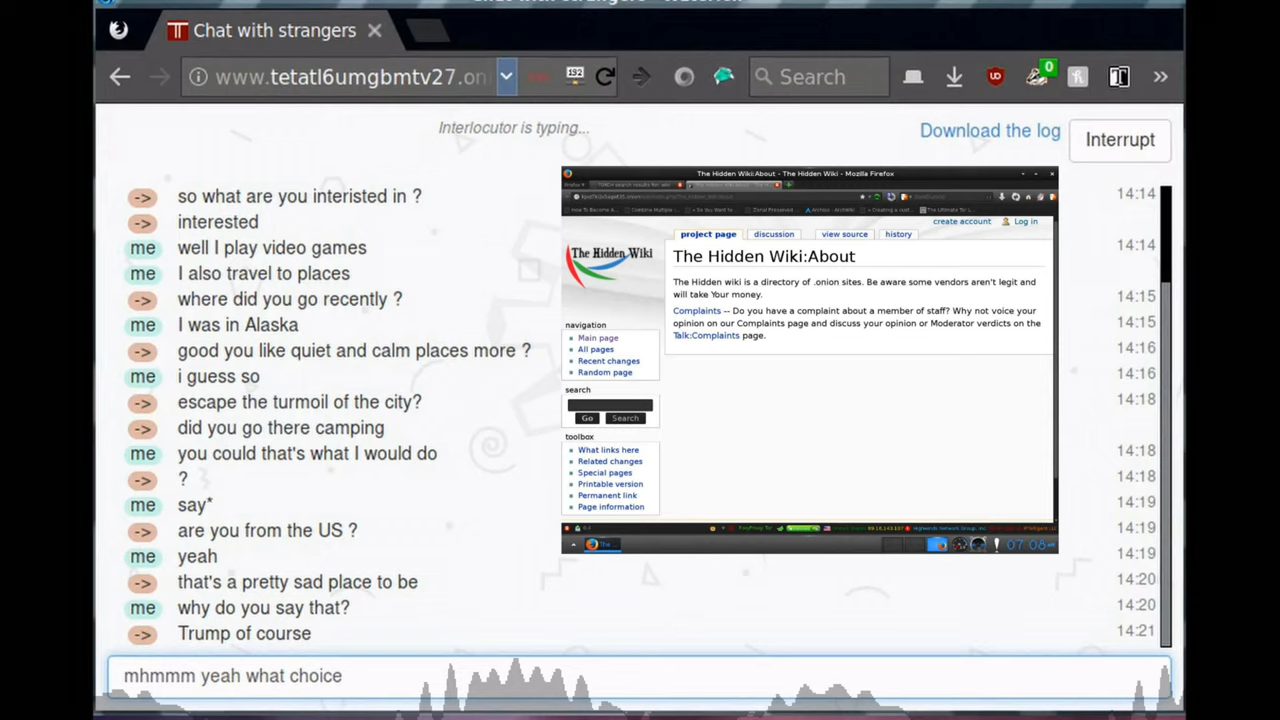 Chat with strangers
www.tetatl6umgbmtv27.on
152
Search
UD
0
Interlocutor is typing...
Download the log
Interrupt
-> so what are you interisted in ? 14:14
-> interested
me well I play video games 14:14
me I also travel to places
-> where did you go recently ? 14:15
me I was in Alaska 14:15
-> good you like quiet and calm places more ? 14:16
me i guess so 14:16
-> escape the turmoil of the city? 14:18
-> did you go there camping
me you could that's what I would do 14:18
-> ? 14:18
me say* 14:19
-> are you from the US ? 14:19
me yeah 14:19
-> that's a pretty sad place to be 14:20
me why do you say that? 14:20
-> Trump of course 14:21
mhmmm yeah what choice
The Hidden Wiki:About - The Hidden Wiki - Mozilla Firefox
create account Log in
project page discussion view source history
The Hidden Wiki
The Hidden Wiki:About
The Hidden wiki is a directory of .onion sites. Be aware some vendors aren't legit and
will take Your money.
Complaints -- Do you have a complaint about a member of staff? Why not voice your
opinion on our Complaints page and discuss your opinion or Moderator verdicts on the
Talk:Complaints page.
navigation
Main page
All pages
Recent changes
Random page
search
Go Search
toolbox
What links here
Related changes
Special pages
Printable version
Permanent link
Page information
The ...
07:08